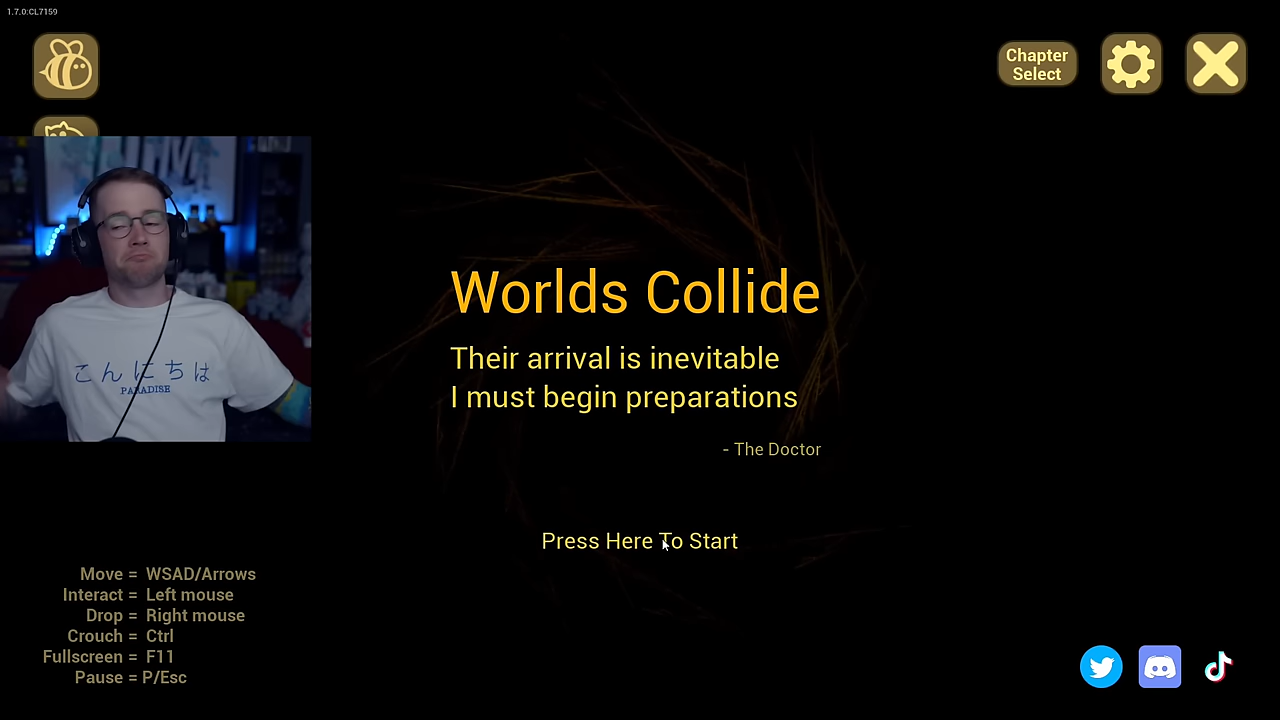 1.7.0:CL7159
Chapter
Select
こんにちは
PARADISE
Worlds Collide
Their arrival is inevitable
I must begin preparations
- The Doctor
Press Here To Start
Move = WSAD/Arrows
Interact = Left mouse
Drop = Right mouse
Crouch = Ctrl
Fullscreen = F11
Pause = P/Esc